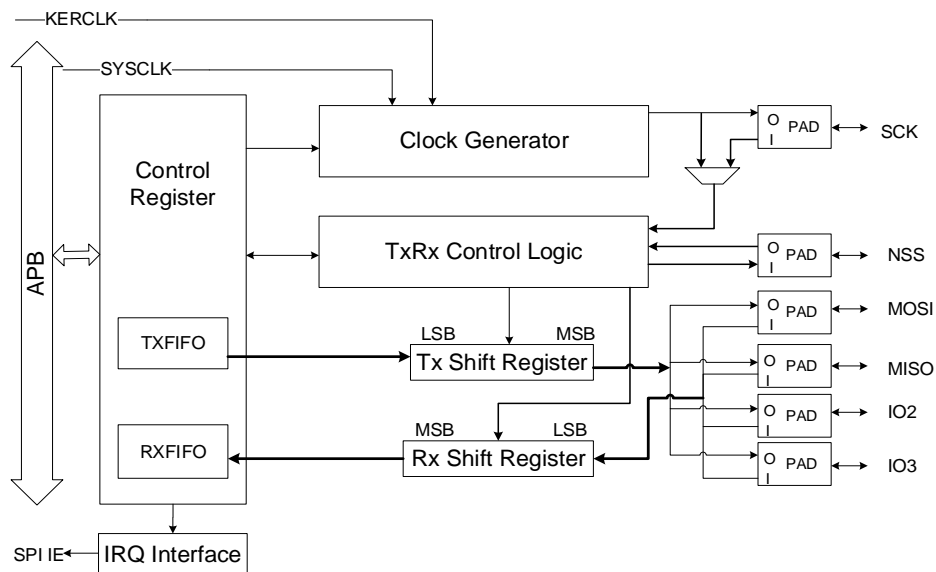 KERCLK
SYSCLK
Clock Generator
O
I
PAD
SCK
Control
Register
TxRx Control Logic
O
I
PAD
NSS
APB
O
I
PAD
MOSI
TXFIFO
LSB
MSB
Tx Shift Register
O
I
PAD
MISO
O
I
PAD
IO2
RXFIFO
MSB
LSB
Rx Shift Register
O
I
PAD
IO3
SPI IE
IRQ Interface